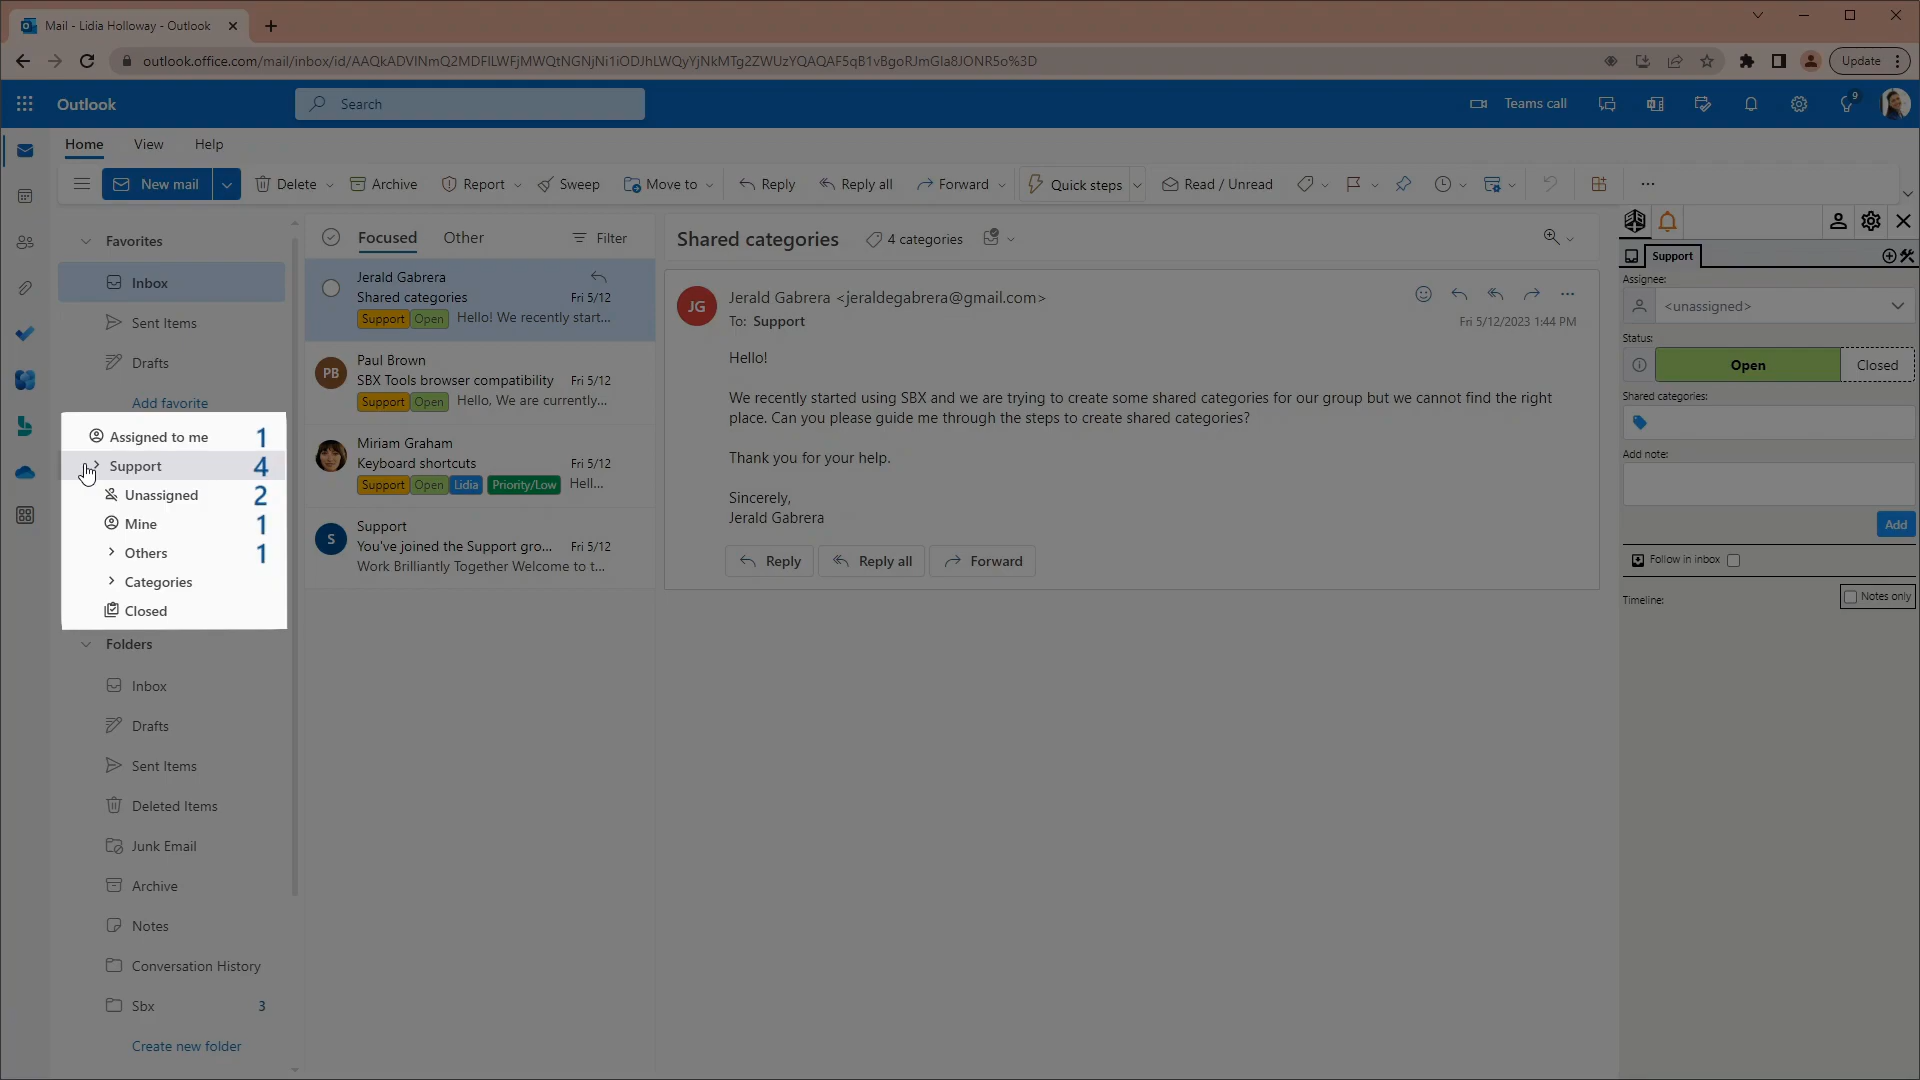 Mail - Lidia Holloway - Outlook
outlook.office.com/mail/inbox/id/AAQkADVINmQ2MDFILWFjMWQtNGNjNi1iODJhLWQyYjNkMTg2ZWUzYQAQAF5qB1vBgoRJmGIa8JONR5o%3D
Update
Outlook
Search
Teams call
9
Home
View
Help
New mail
Delete
Archive
Report
Sweep
Move to
Reply
Reply all
Forward
Quick steps
Read / Unread
Favorites
Inbox
Sent Items
Drafts
Add favorite
Assigned to me 1
Support 4
Unassigned 2
Mine 1
Others 1
Categories
Closed
Folders
Inbox
Drafts
Sent Items
Deleted Items
Junk Email
Archive
Notes
Conversation History
Sbx 3
Create new folder
Focused
Other
Filter
Jerald Gabrera
Shared categories Fri 5/12
Support Open Hello! We recently start...
PB
Paul Brown
SBX Tools browser compatibility Fri 5/12
Support Open Hello, We are currently...
Miriam Graham
Keyboard shortcuts Fri 5/12
Support Open Lidia Priority/Low Hell...
S
Support
You've joined the Support gro... Fri 5/12
Work Brilliantly Together Welcome to t...
Shared categories
4 categories
JG
Jerald Gabrera <jeraldegabrera@gmail.com>
To: Support
Fri 5/12/2023 1:44 PM
Hello!
We recently started using SBX and we are trying to create some shared categories for our group but we cannot find the right
place. Can you please guide me through the steps to create shared categories?
Thank you for your help.
Sincerely,
Jerald Gabrera
Reply
Reply all
Forward
Support
Assignee:
<unassigned>
Status:
Open
Closed
Shared categories:
Add note:
Add
Follow in inbox
Timeline:
Notes only